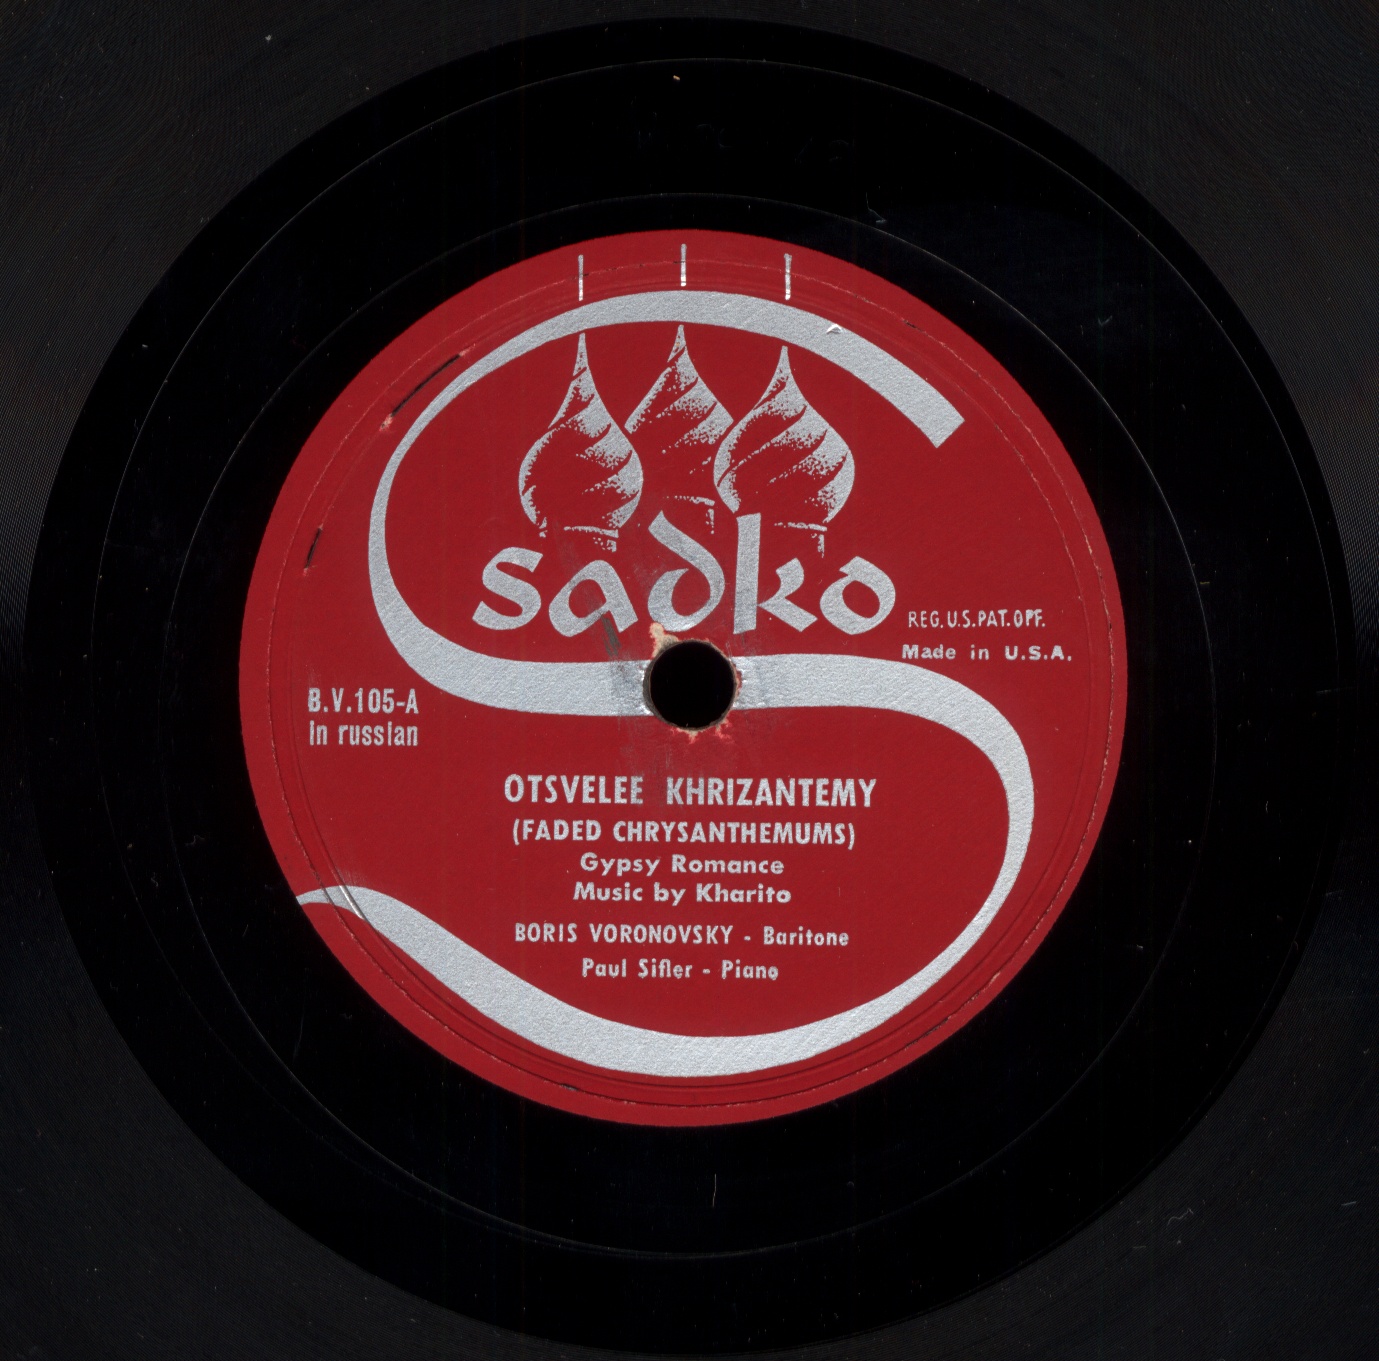 sadko
REG. U.S. PAT. OFF.
Made in U.S.A.
B.V.105-A
in russian
OTSVELEE KHRIZANTEMY
(FADED CHRYSANTHEMUMS)
Gypsy Romance
Music by Kharito
BORIS VORONOVSKY - Baritone
Paul Sifler - Piano